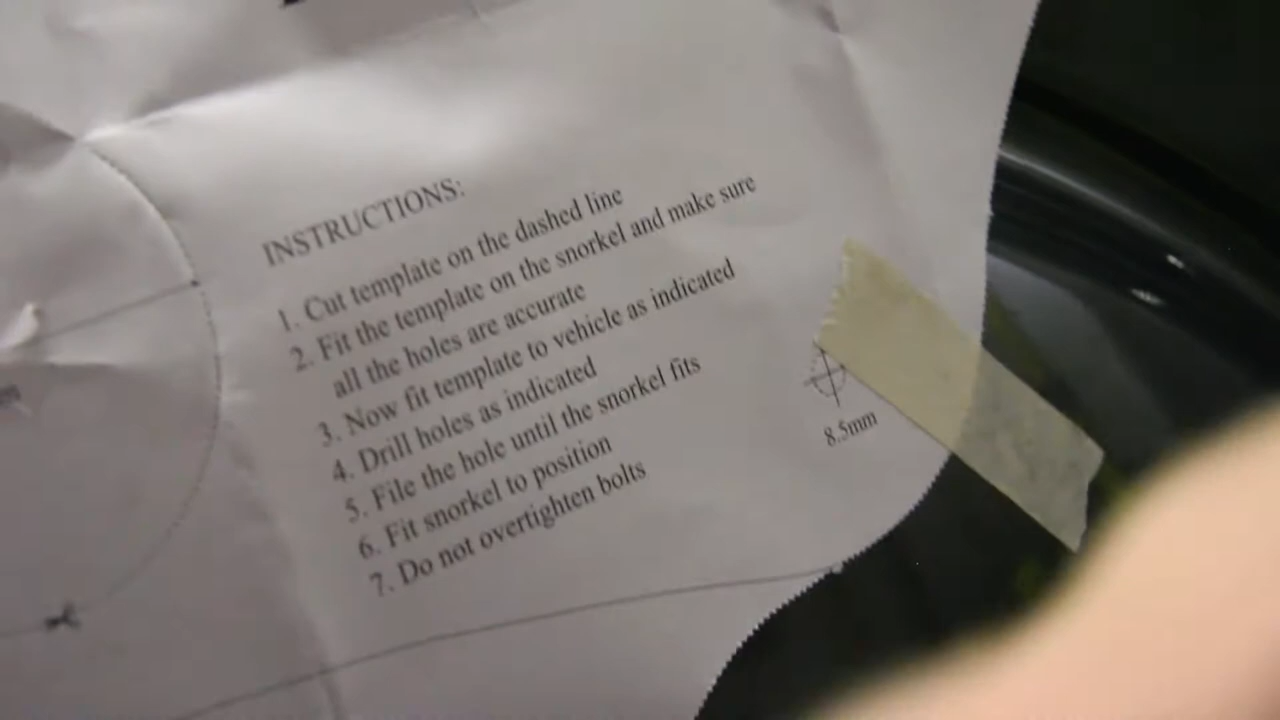 INSTRUCTIONS:
1. Cut template on the dashed line
2. Fit the template on the snorkel and make sure
all the holes are accurate
3. Now fit template to vehicle as indicated
4. Drill holes as indicated
5. File the hole until the snorkel fits
6. Fit snorkel to position
7. Do not overtighten bolts
8.5mm